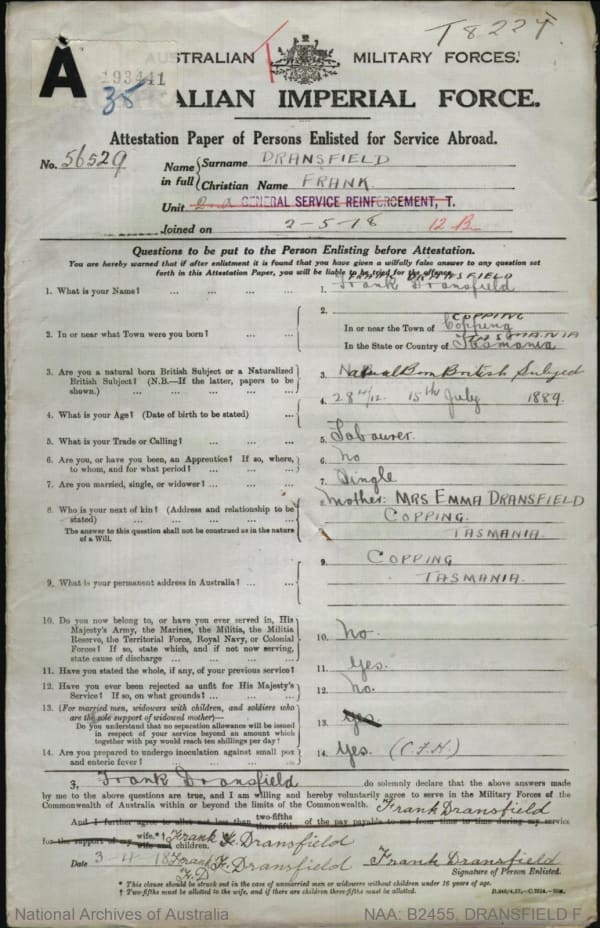 T8227
A
USTRALIAN MILITARY FORCES.
193441
35
ALIAN IMPERIAL FORCE.
Attestation Paper of Persons Enlisted for Service Abroad.
No. 56529
Name in full { Surname DRANSFIELD
Christian Name FRANK
Unit 2nd GENERAL SERVICE REINFORCEMENT, T.
Joined on 2-5-18 12 B
Questions to be put to the Person Enlisting before Attestation.
You are hereby warned that if after enlistment it is found that you have given a wilfully false answer to any question set
forth in this Attestation Paper, you will be liable to be tried for the offence.
FRANK DRANSFIELD
1. What is your Name? ... ... ... ... 1. Frank Dransfield
COPPING
2. In or near what Town were you born? ... ... 2. In or near the Town of Copping
TASMANIA
In the State or Country of Tasmania
3. Are you a natural born British Subject or a Naturalized
British Subject? (N.B.—If the latter, papers to be
shown.) ... ... ... ... ... 3. Natural Born British Subject
4. What is your Age? (Date of birth to be stated) ... 4. 28 /12. 15th July 1889.
5. What is your Trade or Calling? ... ... ... 5. Labourer.
6. Are you, or have you been, an Apprentice? If so, where,
to whom, and for what period? ... ... ... 6. No
7. Are you married, single, or widower? ... ... ... 7. Single
8. Who is your next of kin? (Address and relationship to be
stated) ... ... ... ... ...
The answer to this question shall not be construed as in the nature
of a Will.
Mother: MRS EMMA DRANSFIELD
COPPING.
TASMANIA.
9. What is your permanent address in Australia? ... ... 9. COPPING
TASMANIA.
10. Do you now belong to, or have you ever served in, His
Majesty's Army, the Marines, the Militia, the Militia
Reserve, the Territorial Force, Royal Navy, or Colonial
Forces? If so, state which, and if not now serving,
state cause of discharge ... ... ... ... 10. No.
11. Have you stated the whole, if any, of your previous service? 11. Yes.
12. Have you ever been rejected as unfit for His Majesty's
Service? If so, on what grounds? ... ... ... 12. No.
13. (For married men, widowers with children, and soldiers who
are the sole support of widowed mother)—
Do you understand that no separation allowance will be issued
in respect of your service beyond an amount which
together with pay would reach ten shillings per day? 13. Yes
14. Are you prepared to undergo inoculation against small pox
and enteric fever? ... ... ... ... 14. Yes. (C.F.H.)
I, Frank Dransfield do solemnly declare that the above answers made
by me to the above questions are true, and I am willing and hereby voluntarily agree to serve in the Military Forces of the
Commonwealth of Australia within or beyond the limits of the Commonwealth. Frank Dransfield
And I further agree to allot not less than two-fifths three-fifths of the pay payable to me from time to time during my service
for the support of my wife.*† Frank F. Dransfield
wife and children.
Date 3-4-18 Frank F. Dransfield Frank Dransfield
F.D Signature of Person Enlisted.
* This clause should be struck out in the case of unmarried men or widowers without children under 16 years of age.
† Two-fifths must be allotted to the wife, and if there are children three-fifths must be allotted.
National Archives of Australia
NAA: B2455, DRANSFIELD F